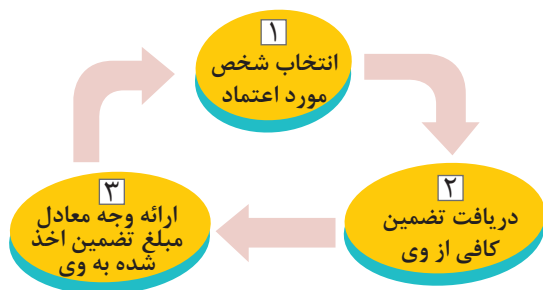 ۱
انتخاب شخص
مورد اعتماد
۲
دریافت تضمین
کافی از وی
۳
ارائه وجه معادل
مبلغ تضمین اخذ
شده به وی